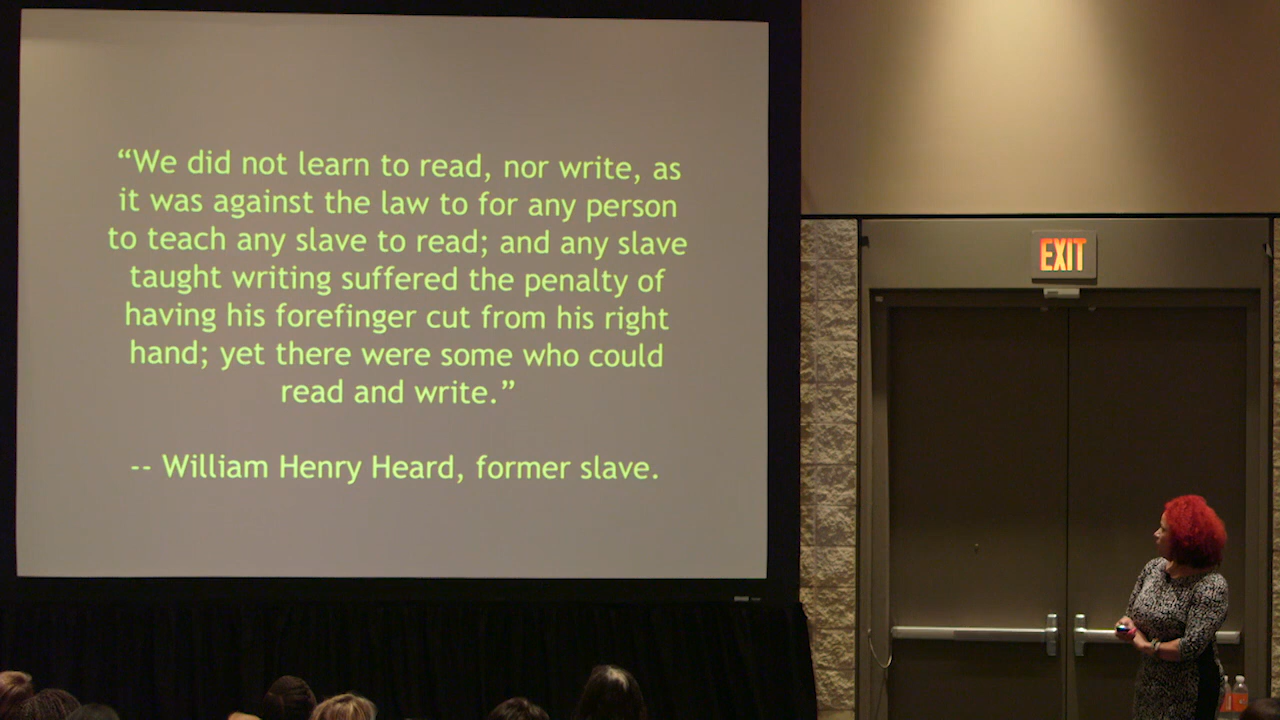 “We did not learn to read, nor write, as
it was against the law to for any person
to teach any slave to read; and any slave
taught writing suffered the penalty of
having his forefinger cut from his right
hand; yet there were some who could
read and write.”
-- William Henry Heard, former slave.
EXIT